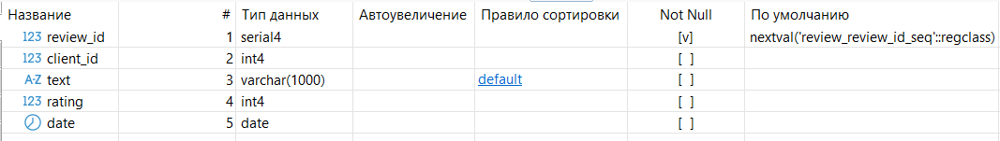 Название # Тип данных Автоувеличение Правило сортировки Not Null По умолчанию
123 review_id 1 serial4 [v] nextval('review_review_id_seq'::regclass)
123 client_id 2 int4 [ ]
A-Z text 3 varchar(1000) default [ ]
123 rating 4 int4 [ ]
date 5 date [ ]